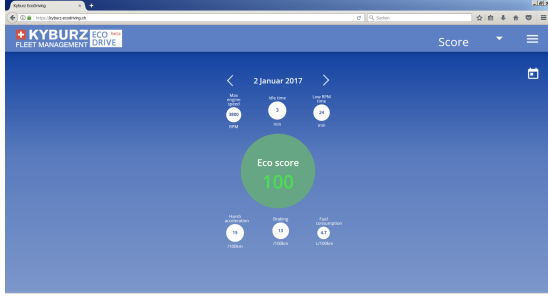 Kyburz EcoDriving
https://kyburz.ecodriving.ch
Suchen
KYBURZ ECO beta
FLEET MANAGEMENT DRIVE
Score
2 Januar 2017
Max engine speed
3800
RPM
Idle time
3
min
Low RPM time
24
min
Eco score
100
Harsh acceleration
15
/100km
Braking
13
/100km
Fuel consumption
4.7
L/100km